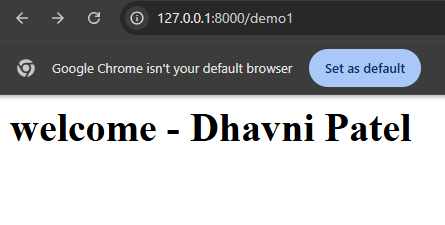 127.0.0.1:8000/demo1
Google Chrome isn't your default browser Set as default
welcome - Dhavni Patel